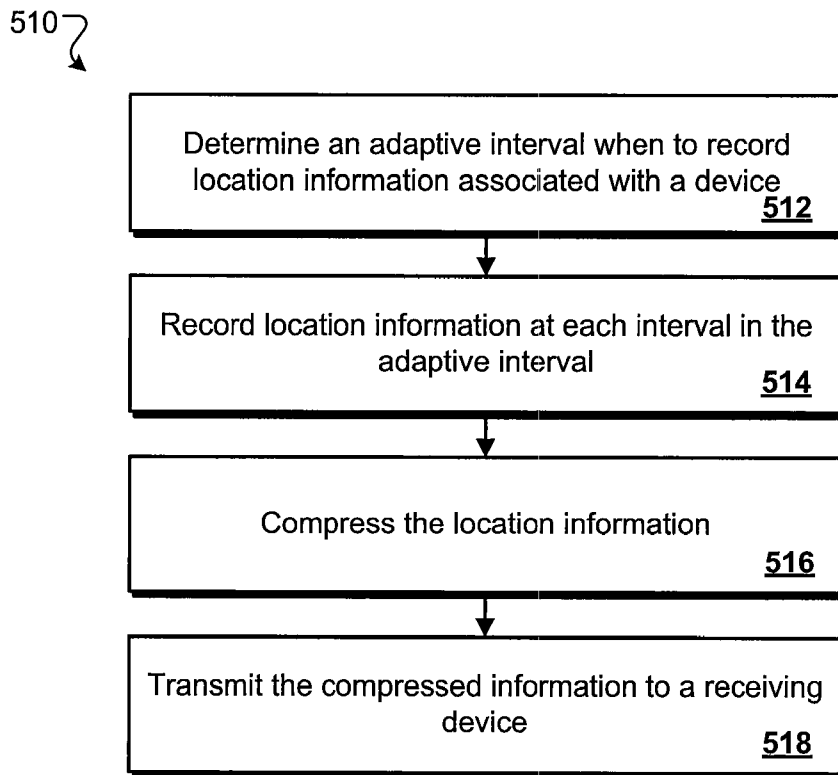 510
Determine an adaptive interval when to record
location information associated with a device
512
Record location information at each interval in the
adaptive interval
514
Compress the location information
516
Transmit the compressed information to a receiving
device
518